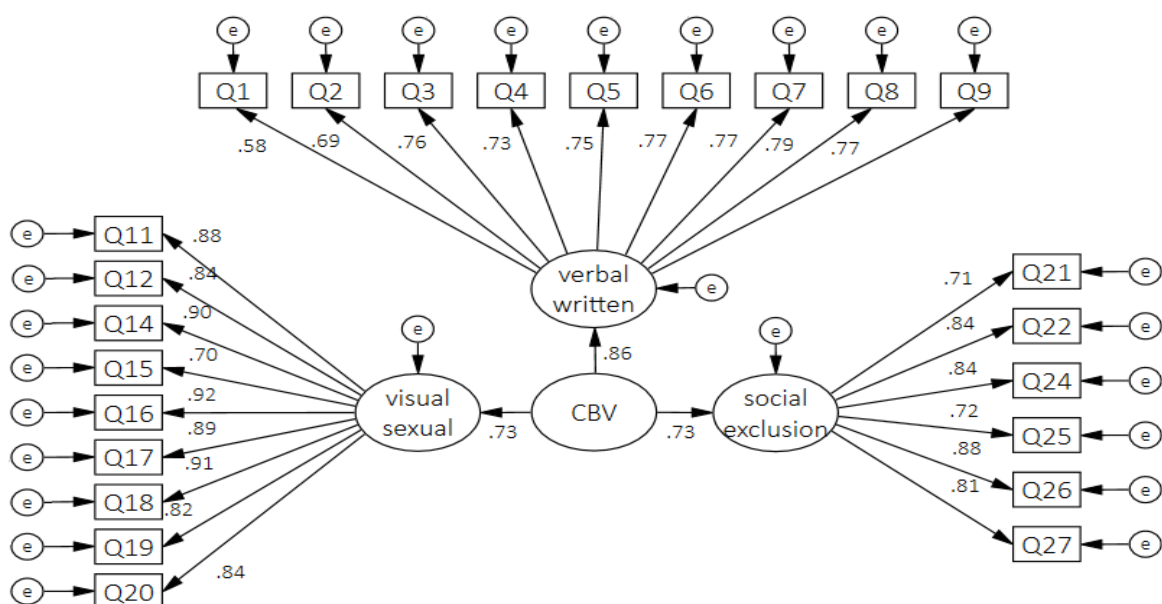 e e e e e e e e e
Q1 Q2 Q3 Q4 Q5 Q6 Q7 Q8 Q9
.58 .69 .76 .73 .75 .77 .77 .79 .77
e Q11 .88
e Q12 .84
e Q14 .90
e Q15 .70
e Q16 .92
e Q17 .89
e Q18 .91
e Q19 .82
e Q20 .84
verbal
written
e
.86
e
visual
sexual
.73
CBV
.73
e
social
exclusion
.71 Q21 e
.84 Q22 e
.84 Q24 e
.72 Q25 e
.88 Q26 e
.81 Q27 e